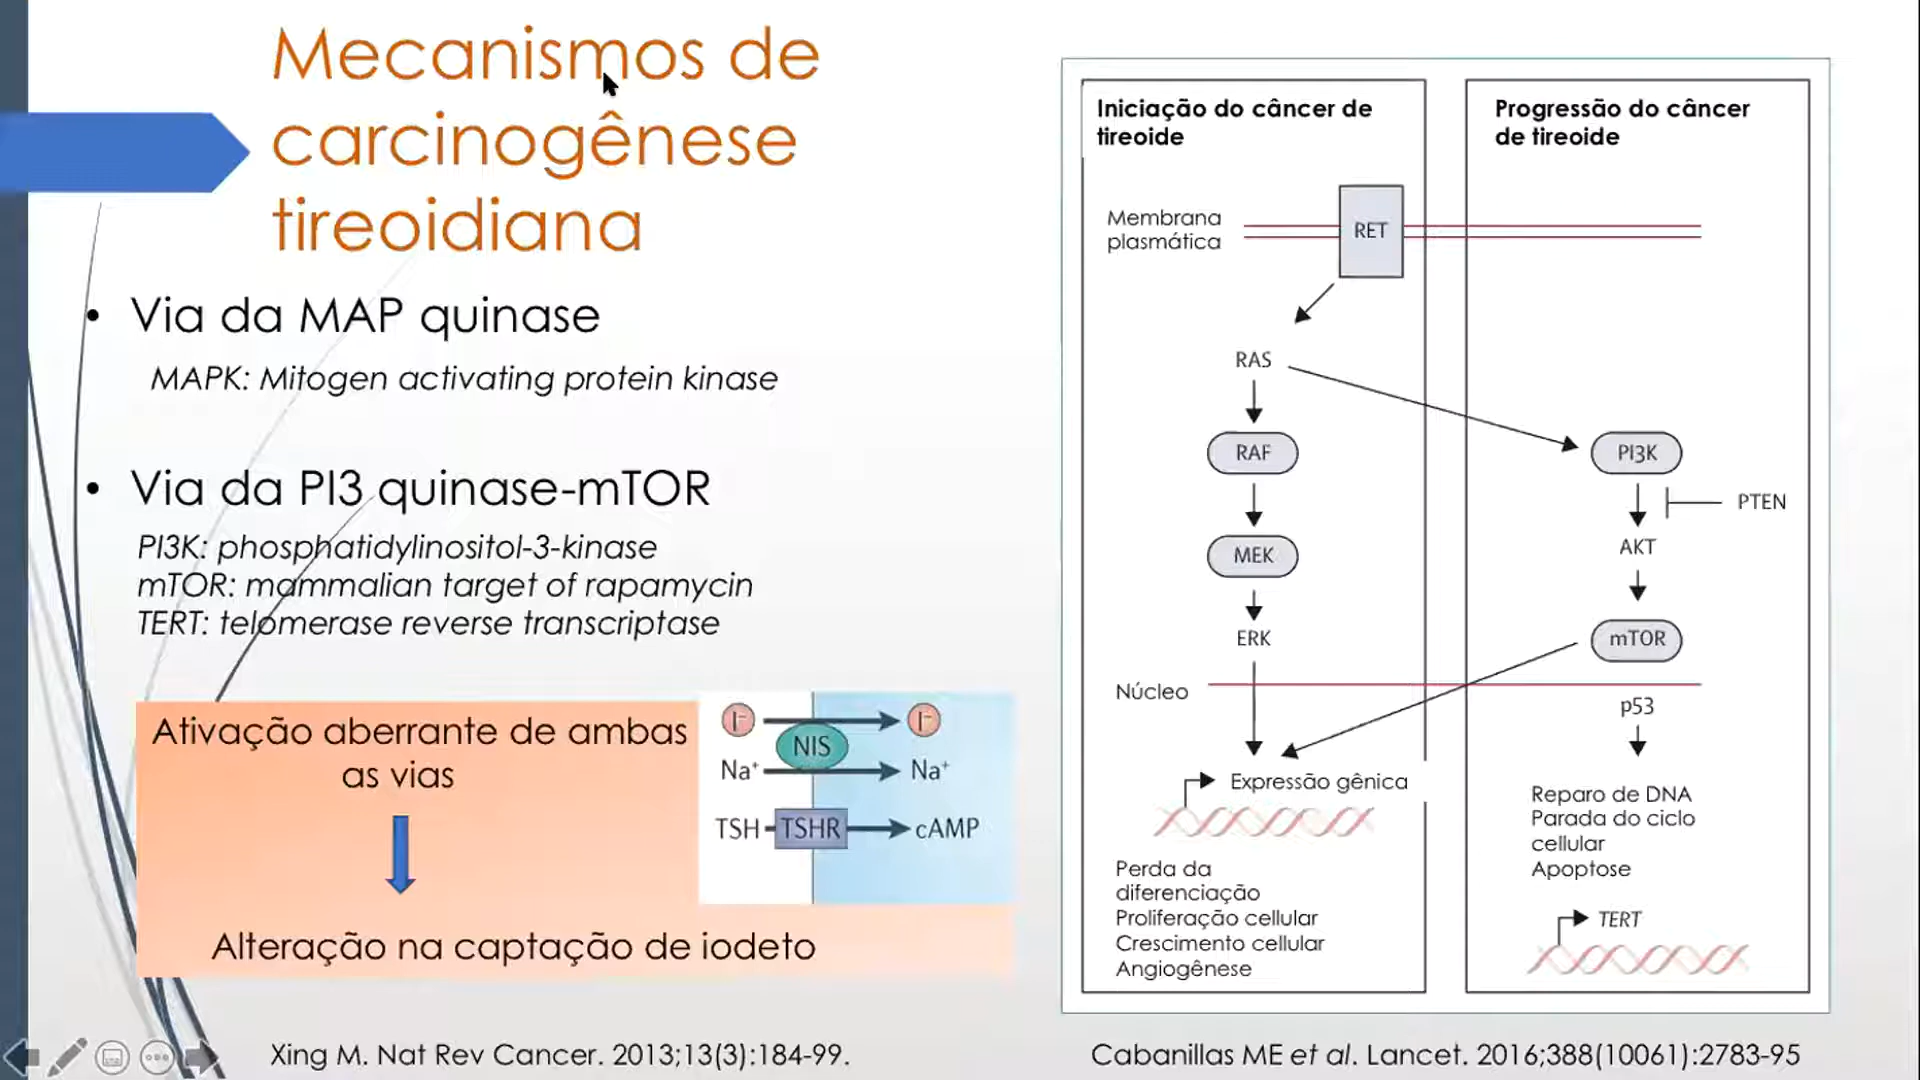 Mecanismos de
carcinogênese
tireoidiana
• Via da MAP quinase
MAPK: Mitogen activating protein kinase
• Via da PI3 quinase-mTOR
PI3K: phosphatidylinositol-3-kinase
mTOR: mammalian target of rapamycin
TERT: telomerase reverse transcriptase
Ativação aberrante de ambas
as vias
Alteração na captação de iodeto
I⁻ I⁻
NIS
Na⁺ Na⁺
TSH TSHR cAMP
Xing M. Nat Rev Cancer. 2013;13(3):184-99.
Iniciação do câncer de
tireoide
Membrana
plasmática
RET
RAS
RAF
MEK
ERK
Núcleo
Expressão gênica
Perda da
diferenciação
Proliferação celular
Crescimento celular
Angiogênese
Progressão do câncer
de tireoide
PI3K
PTEN
AKT
mTOR
p53
Reparo de DNA
Parada do ciclo
cellular
Apoptose
TERT
Cabanillas ME et al. Lancet. 2016;388(10061):2783-95